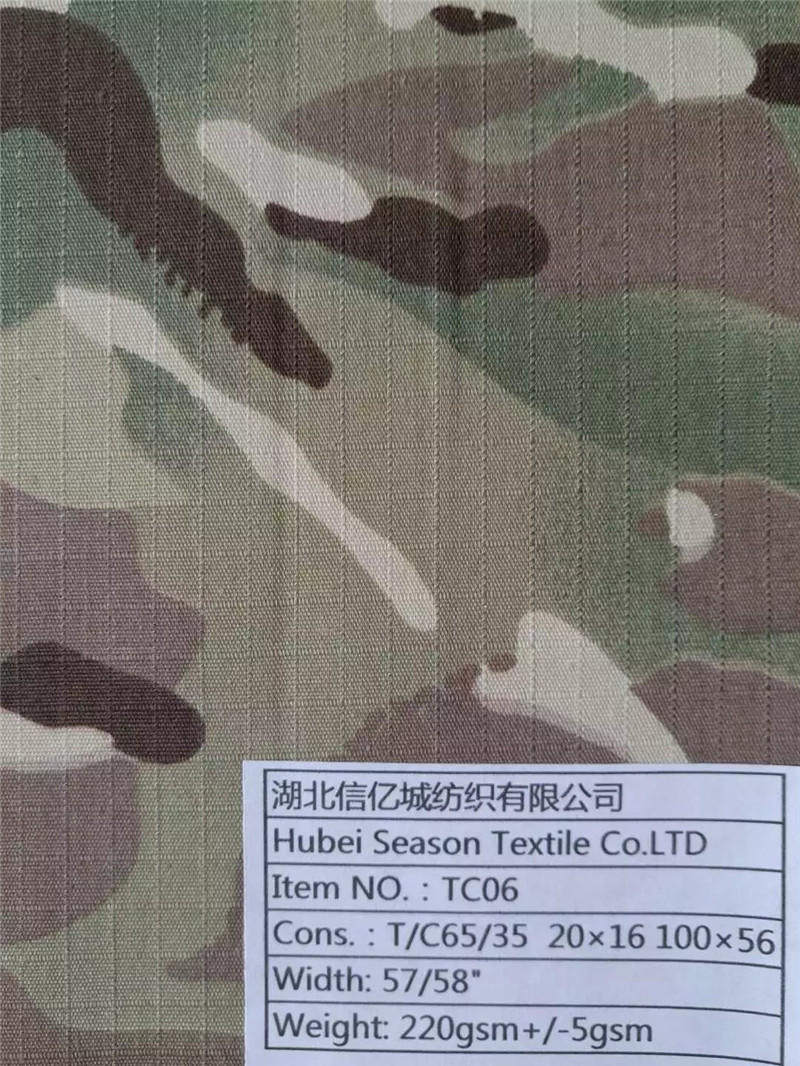 湖北信亿城纺织有限公司
Hubei Season Textile Co.LTD
Item NO.：TC06
Cons.：T/C65/35 20×16 100×56
Width: 57/58"
Weight: 220gsm+/-5gsm